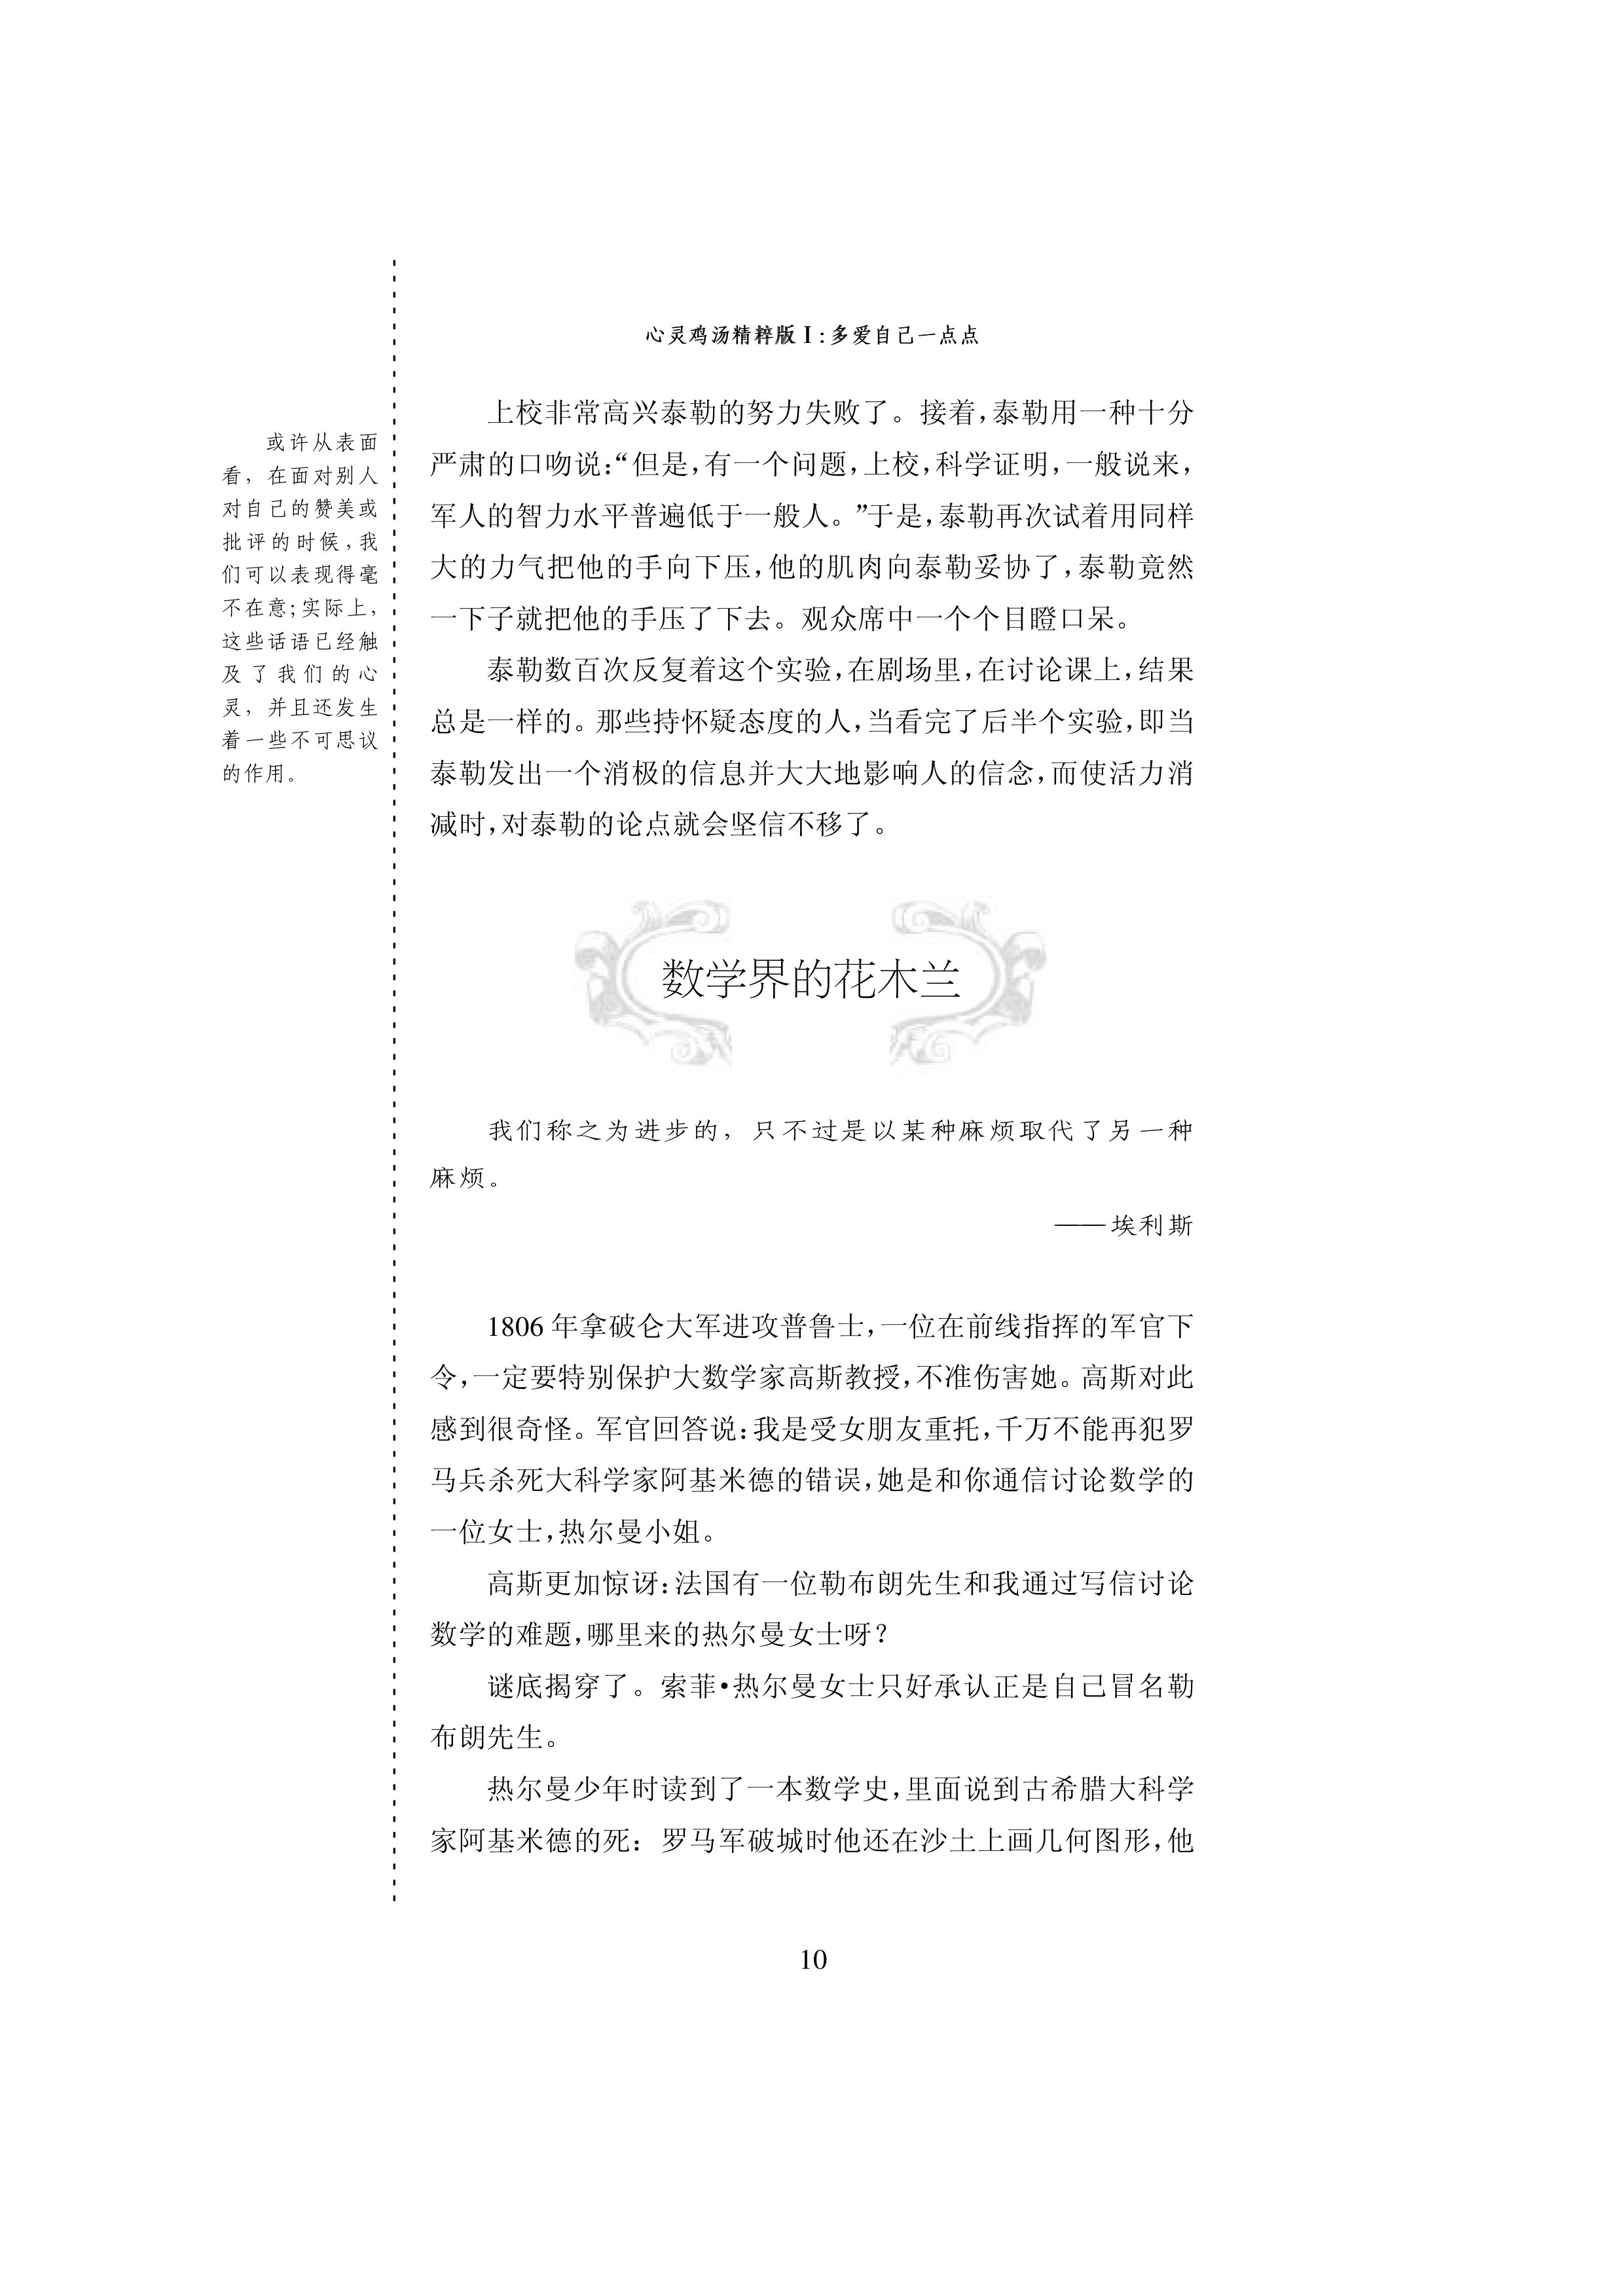 心灵鸡汤精粹版Ⅰ:多爱自己一点点
或许从表面
看，在面对别人
对自己的赞美或
批评的时候,我
们可以表现得毫
不在意;实际上,
这些话语已经触
及了我们的心
灵，并且还发生
着一些不可思议
的作用。
上校非常高兴泰勒的努力失败了。接着,泰勒用一种十分
严肃的口吻说:“但是,有一个问题,上校,科学证明,一般说来,
军人的智力水平普遍低于一般人。”于是,泰勒再次试着用同样
大的力气把他的手向下压,他的肌肉向泰勒妥协了,泰勒竟然
一下子就把他的手压了下去。观众席中一个个目瞪口呆。
泰勒数百次反复着这个实验,在剧场里,在讨论课上,结果
总是一样的。那些持怀疑态度的人,当看完了后半个实验,即当
泰勒发出一个消极的信息并大大地影响人的信念,而使活力消
减时,对泰勒的论点就会坚信不移了。
数学界的花木兰
我们称之为进步的，只不过是以某种麻烦取代了另一种
麻烦。
——埃利斯
1806年拿破仑大军进攻普鲁士,一位在前线指挥的军官下
令,一定要特别保护大数学家高斯教授,不准伤害她。高斯对此
感到很奇怪。军官回答说:我是受女朋友重托,千万不能再犯罗
马兵杀死大科学家阿基米德的错误,她是和你通信讨论数学的
一位女士,热尔曼小姐。
高斯更加惊讶:法国有一位勒布朗先生和我通过写信讨论
数学的难题,哪里来的热尔曼女士呀?
谜底揭穿了。索菲•热尔曼女士只好承认正是自己冒名勒
布朗先生。
热尔曼少年时读到了一本数学史,里面说到古希腊大科学
家阿基米德的死：罗马军破城时他还在沙土上画几何图形,他
10